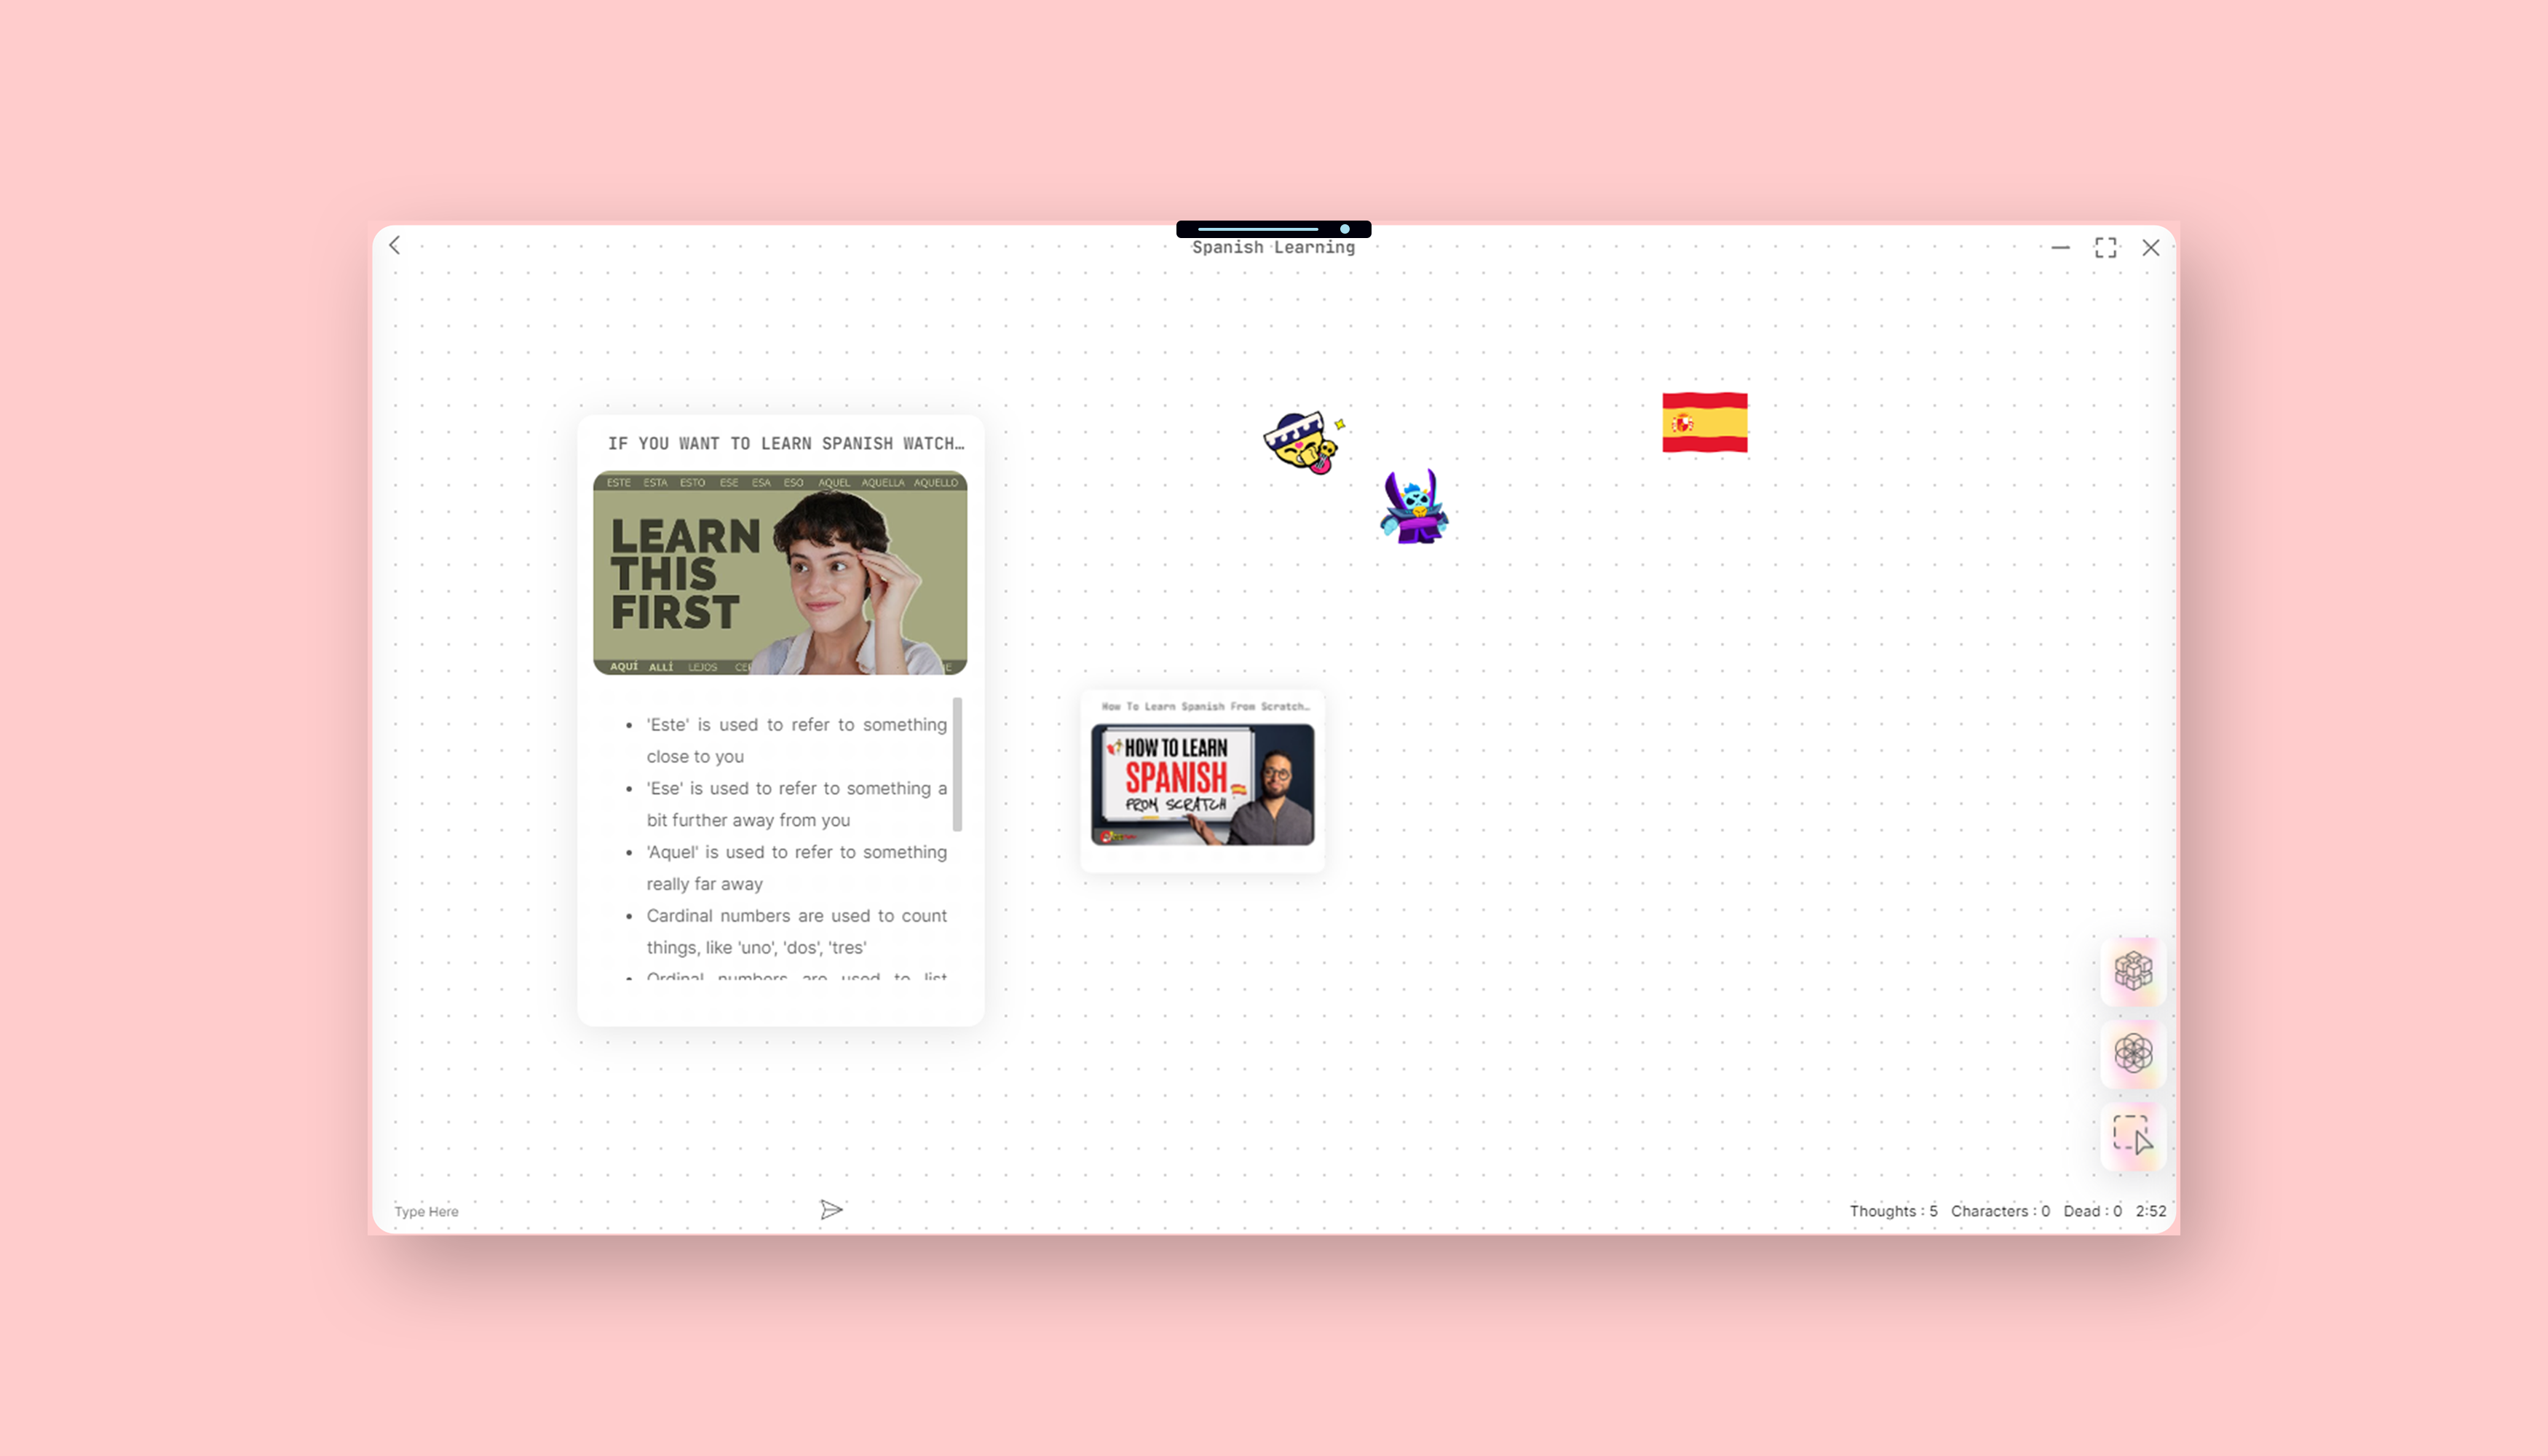 Spanish Learning
IF YOU WANT TO LEARN SPANISH WATCH…
ESTE ESTA ESTO ESE ESA ESO AQUEL AQUELLA AQUELLO
LEARN
THIS
FIRST
AQUÍ ALLÍ LEJOS
'Este' is used to refer to something
close to you
'Ese' is used to refer to something a
bit further away from you
'Aquel' is used to refer to something
really far away
Cardinal numbers are used to count
things, like 'uno', 'dos', 'tres'
Ordinal numbers are used to list
How To Learn Spanish From Scratch…
HOW TO LEARN
SPANISH
FROM SCRATCH
Type Here
Thoughts : 5 Characters : 0 Dead : 0 2:52